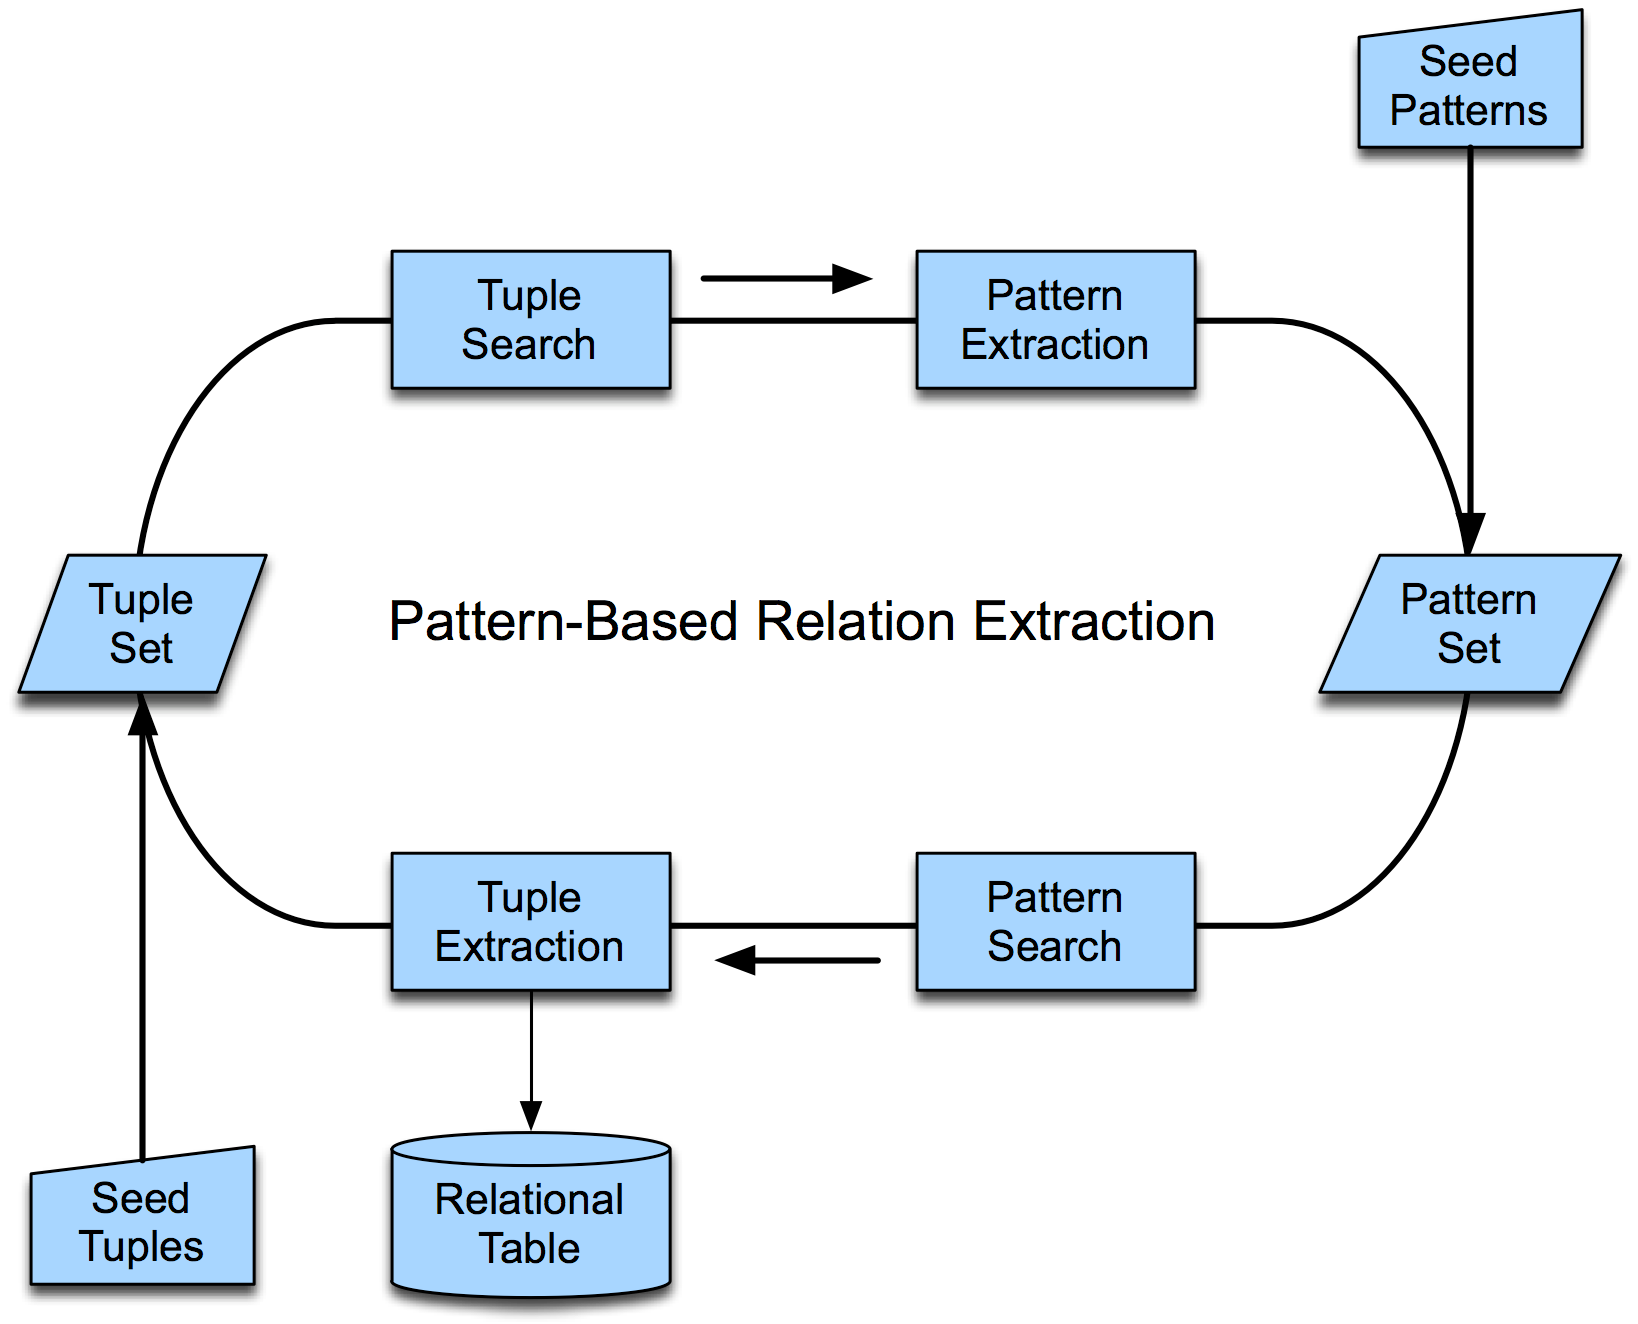 Seed
Patterns
Tuple
Search
Pattern
Extraction
Tuple
Set
Pattern-Based Relation Extraction
Pattern
Set
Tuple
Extraction
Pattern
Search
Seed
Tuples
Relational
Table